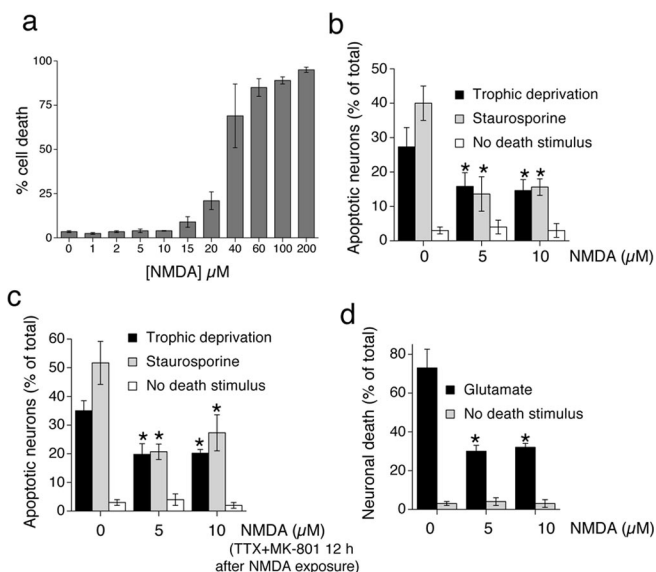 a
% cell death
100
75
50
25
0
0 1 2 5 10 15 20 40 60 100 200
[NMDA] µM
b
Apoptotic neurons (% of total)
50
40
30
20
10
0
Trophic deprivation
Staurosporine
No death stimulus
* * * *
0 5 10 NMDA (µM)
c
Apoptotic neurons (% of total)
60
50
40
30
20
10
0
Trophic deprivation
Staurosporine
No death stimulus
* * * *
0 5 10 NMDA (µM)
(TTX+MK-801 12 h
after NMDA exposure)
d
Neuronal death (% of total)
80
60
40
20
0
Glutamate
No death stimulus
* *
0 5 10 NMDA (µM)